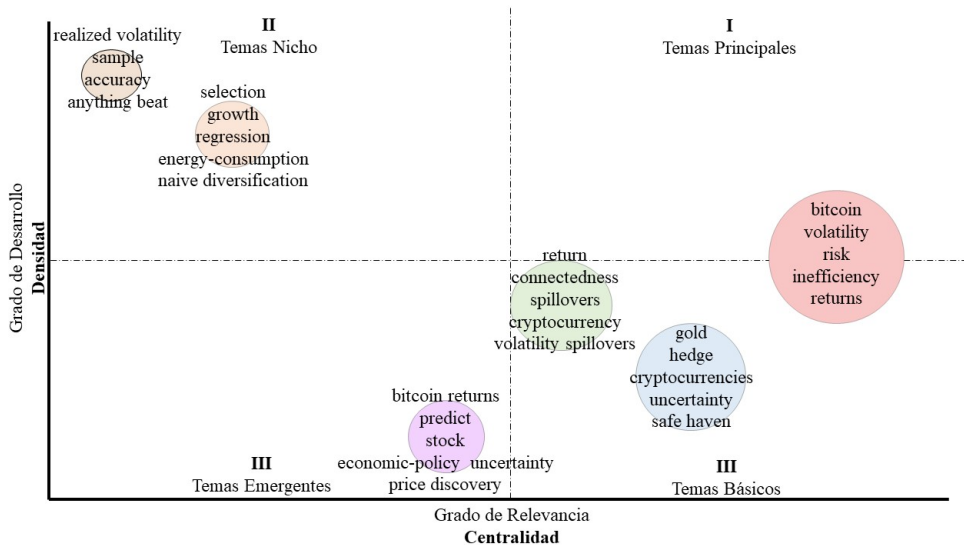 II
Temas Nicho
I
Temas Principales
realized volatility
sample
accuracy
anything beat
selection
growth
regression
energy-consumption
naive diversification
bitcoin
volatility
risk
inefficiency
returns
return
connectedness
spillovers
cryptocurrency
volatility spillovers
gold
hedge
cryptocurrencies
uncertainty
safe haven
bitcoin returns
predict
stock
economic-policy uncertainty
price discovery
III
Temas Emergentes
III
Temas Básicos
Grado de Desarrollo
Densidad
Grado de Relevancia
Centralidad